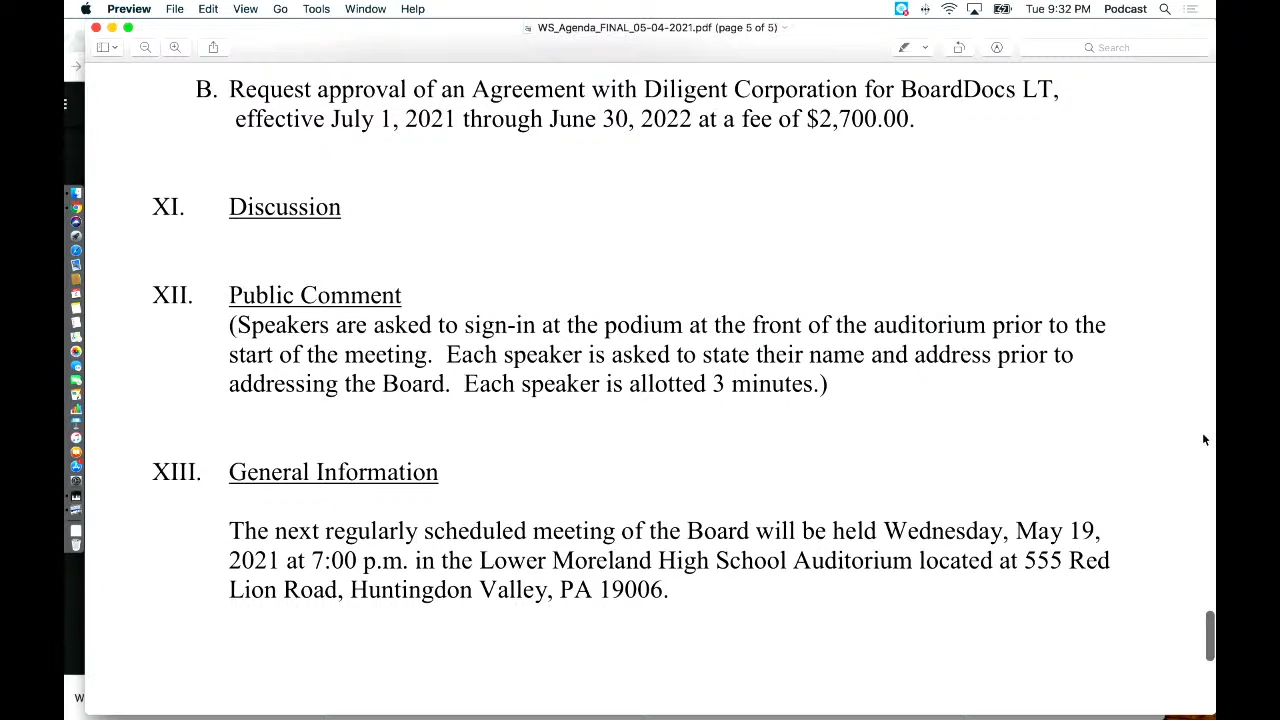 Preview File Edit View Go Tools Window Help Tue 9:32 PM Podcast
WS_Agenda_FINAL_05-04-2021.pdf (page 5 of 5)
Search
B. Request approval of an Agreement with Diligent Corporation for BoardDocs LT,
effective July 1, 2021 through June 30, 2022 at a fee of $2,700.00.
XI. Discussion
XII. Public Comment
(Speakers are asked to sign-in at the podium at the front of the auditorium prior to the
start of the meeting. Each speaker is asked to state their name and address prior to
addressing the Board. Each speaker is allotted 3 minutes.)
XIII. General Information
The next regularly scheduled meeting of the Board will be held Wednesday, May 19,
2021 at 7:00 p.m. in the Lower Moreland High School Auditorium located at 555 Red
Lion Road, Huntingdon Valley, PA 19006.
W